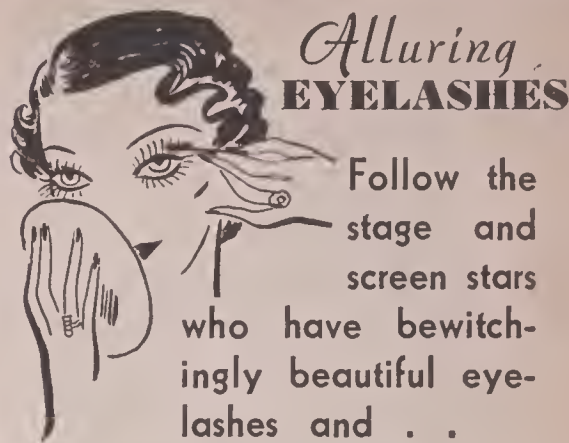 Alluring
EYELASHES
Follow the
stage and
screen stars
who have bewitch-
ingly beautiful eye-
lashes and . .